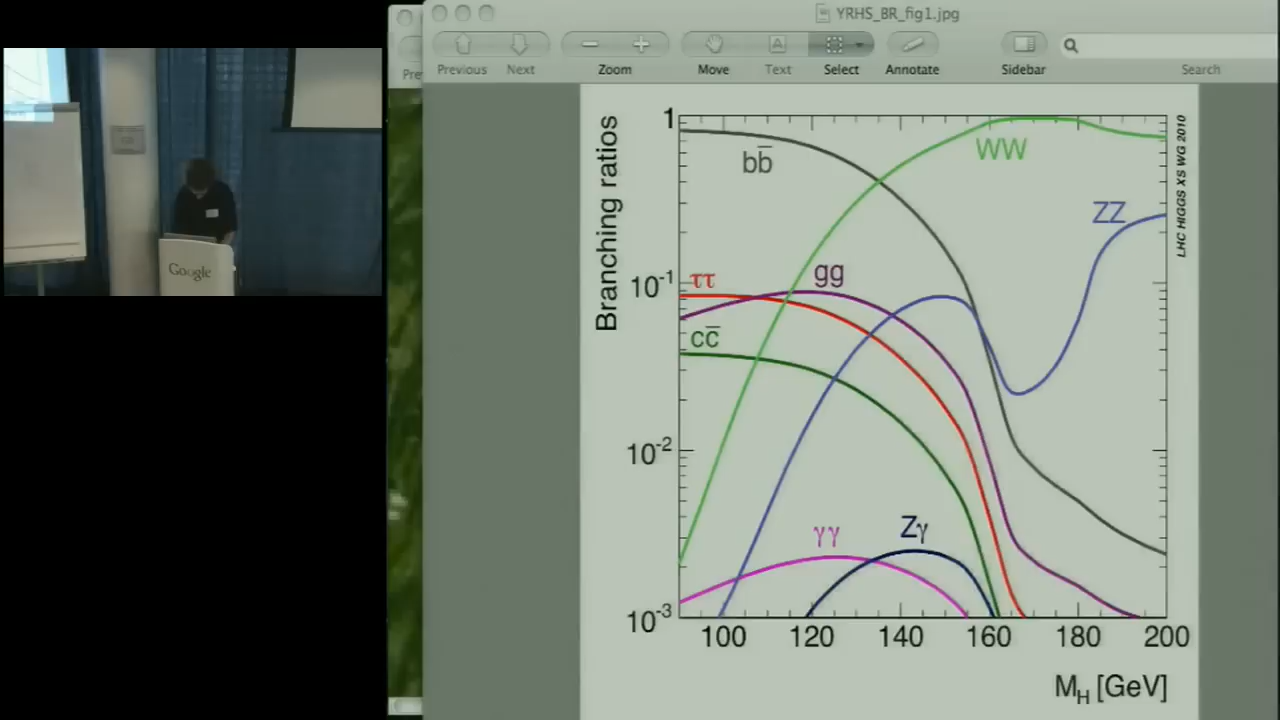 YRHS_BR_fig1.jpg
Previous Next Zoom Move Text Select Annotate Sidebar Search
Pre
Google
Branching ratios
1
10-1
10-2
10-3
bb̅
WW
ZZ
ττ
gg
cc̅
γγ
Zγ
LHC HIGGS XS WG 2010
100 120 140 160 180 200
MH [GeV]